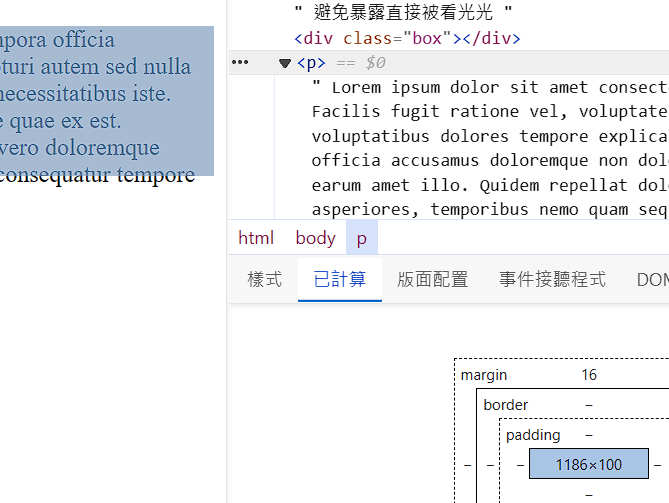 mpora officia
pturi autem sed nulla
necessitatibus iste.
e quae ex est.
vero doloremque
consequatur tempore
" 避免暴露直接被看光光 "
<div class="box"></div>
••• ▼ <p> == $0
" Lorem ipsum dolor sit amet consect
Facilis fugit ratione vel, voluptate
voluptatibus dolores tempore explica
officia accusamus doloremque non dol
earum amet illo. Quidem repellat dol
asperiores, temporibus nemo quam seq
html body p
樣式 已計算 版面配置 事件接聽程式 DOM
margin 16
border –
padding –
– – – 1186×100 –
–